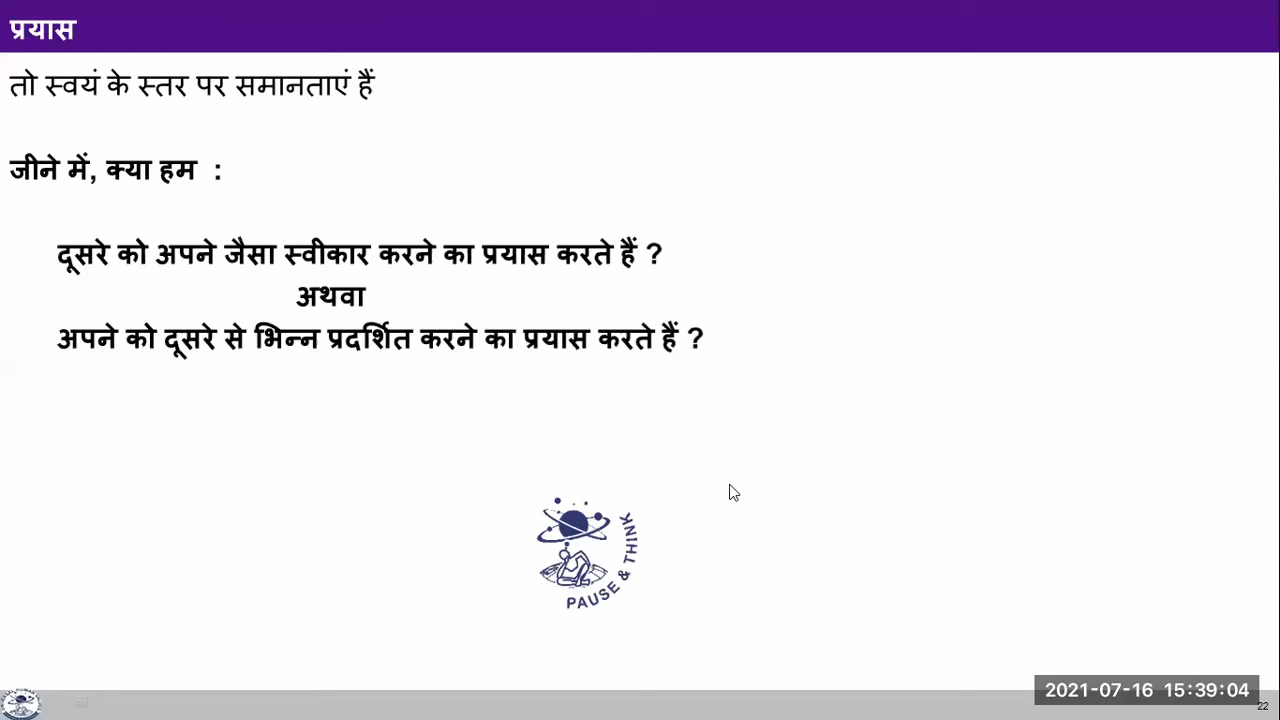 प्रयास
तो स्वयं के स्तर पर समानताएं हैं
जीने में, क्या हम :
दूसरे को अपने जैसा स्वीकार करने का प्रयास करते हैं ?
अथवा
अपने को दूसरे से भिन्न प्रदर्शित करने का प्रयास करते हैं ?
PAUSE & THINK
2021-07-16 15:39:04
22